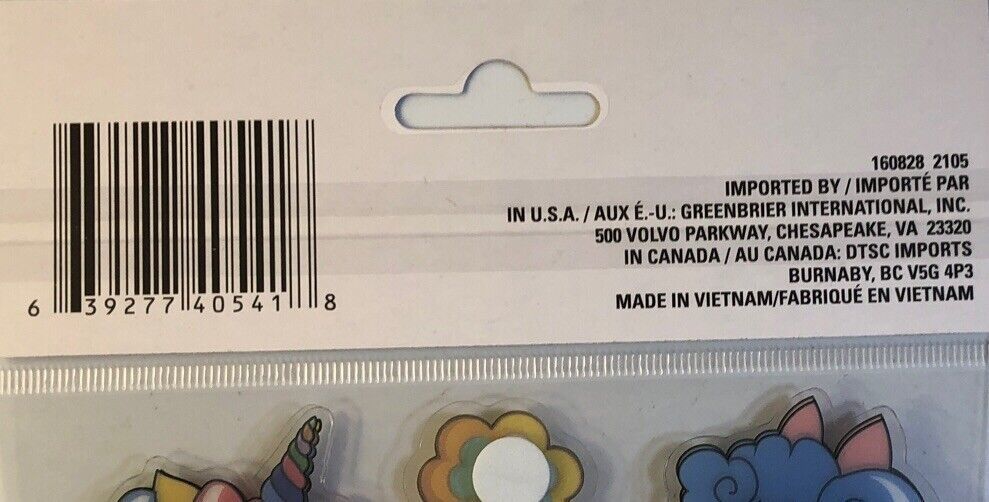 160828 2105
IMPORTED BY / IMPORTÉ PAR
IN U.S.A. / AUX É.-U.: GREENBRIER INTERNATIONAL, INC.
500 VOLVO PARKWAY, CHESAPEAKE, VA 23320
IN CANADA / AU CANADA: DTSC IMPORTS
BURNABY, BC V5G 4P3
MADE IN VIETNAM/FABRIQUÉ EN VIETNAM
6 39277 40541 8